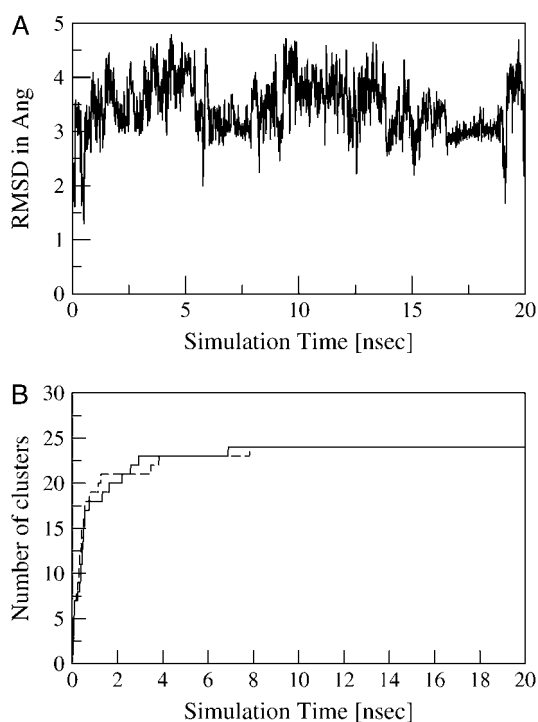 A
5
4
3
2
1
0
RMSD in Ang
0 5 10 15 20
Simulation Time [nsec]
B
30
25
20
15
10
5
0
Number of clusters
0 2 4 6 8 10 12 14 16 18 20
Simulation Time [nsec]